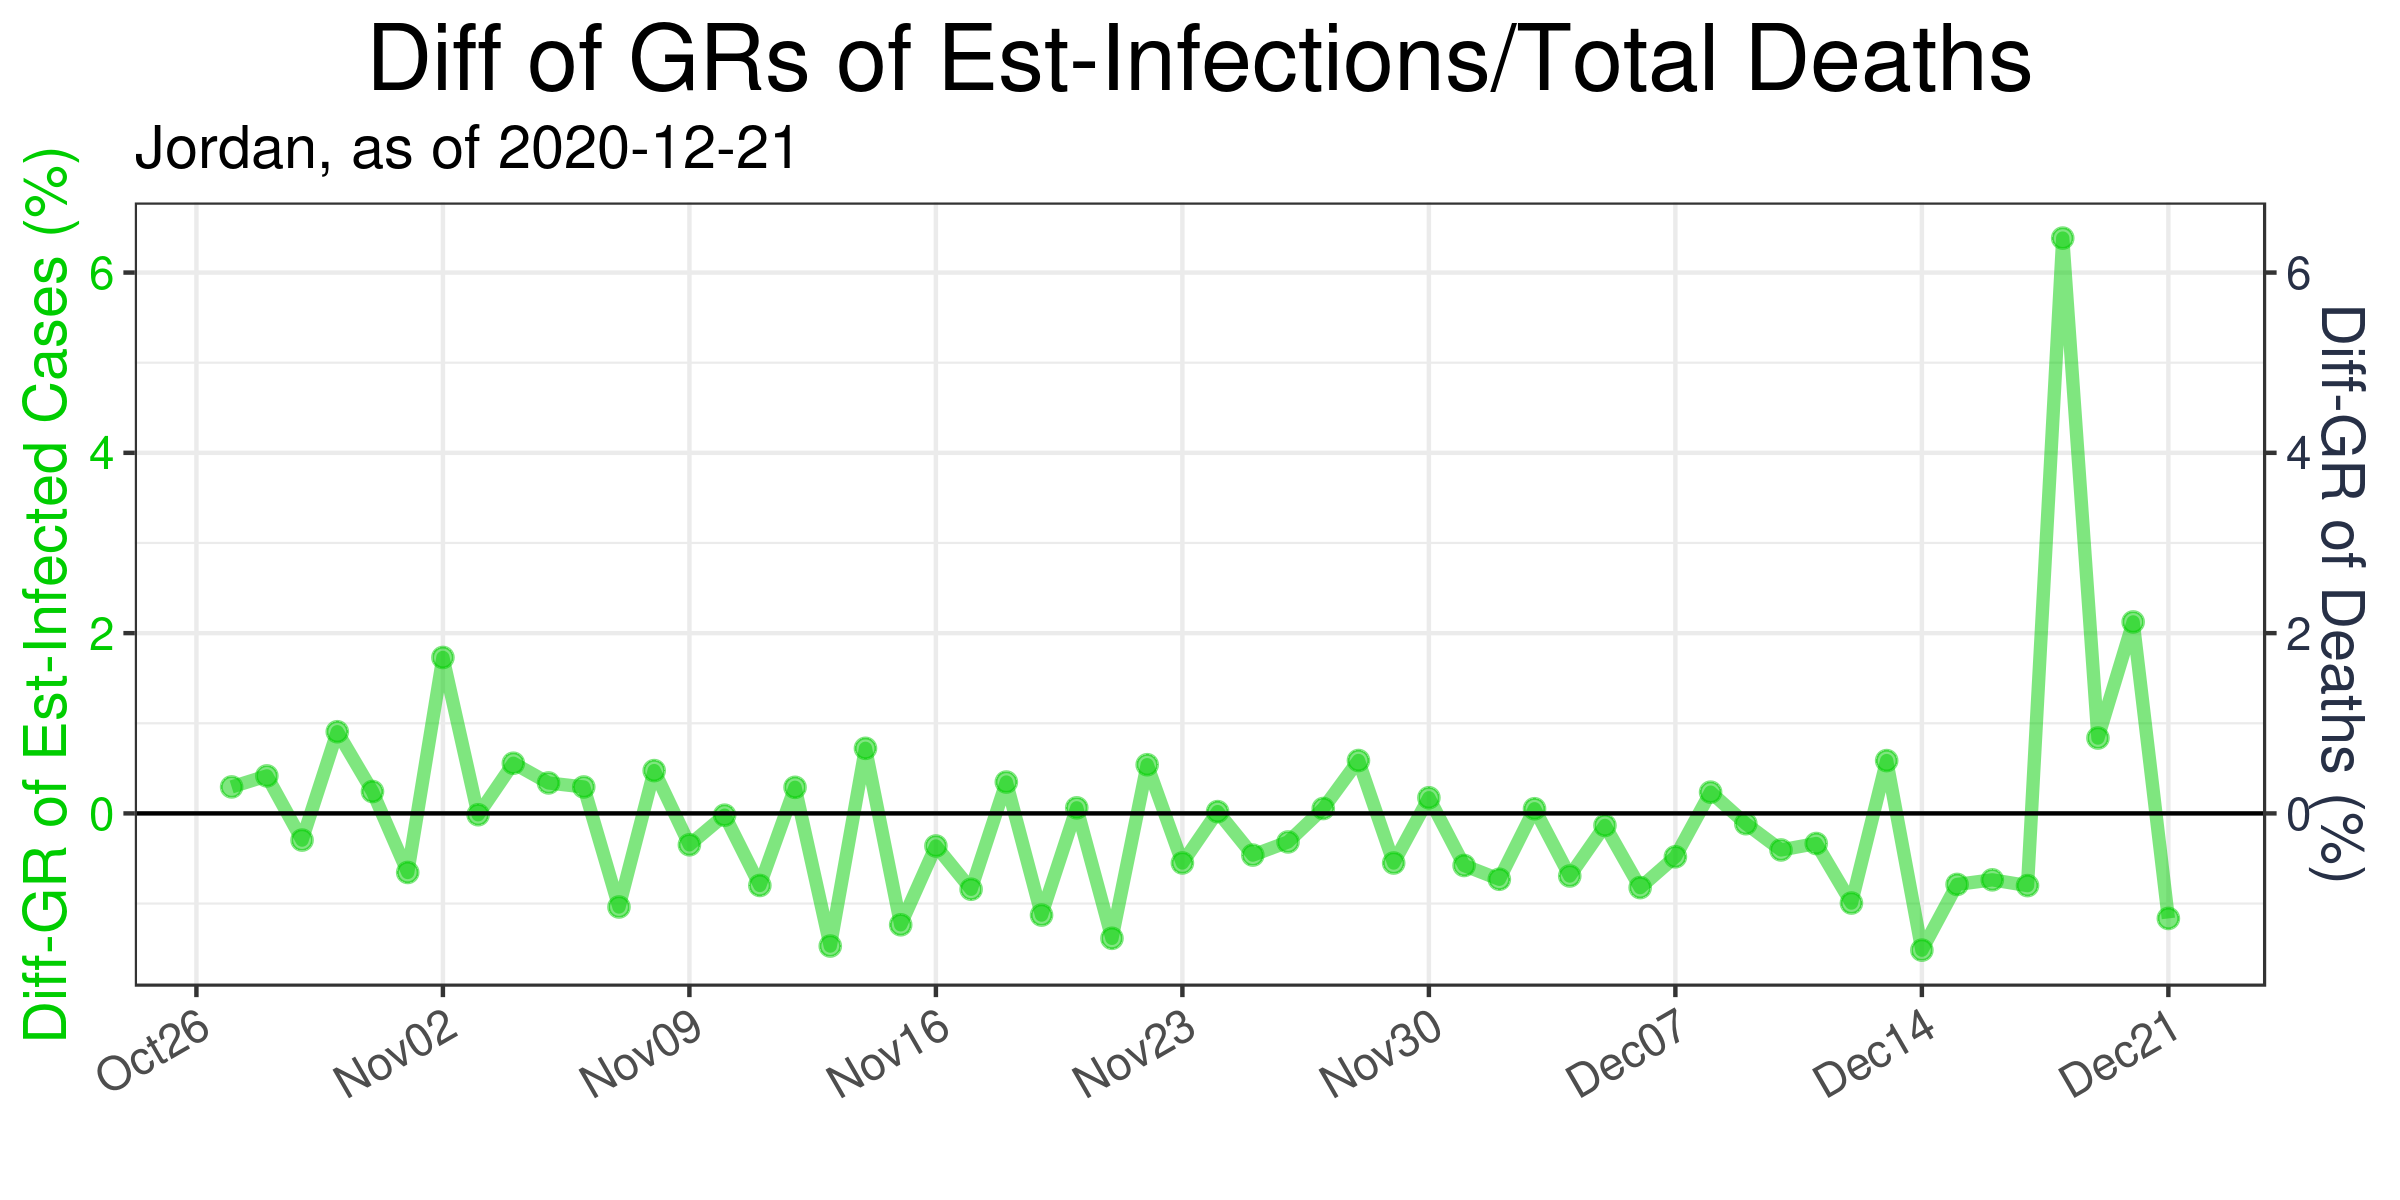 Diff of GRs of Est-Infections/Total Deaths
Jordan, as of 2020-12-21
Diff-GR of Est-Infected Cases (%)
6
4
2
0
6
4
2
0
Diff-GR of Deaths (%)
Oct26
Nov02
Nov09
Nov16
Nov23
Nov30
Dec07
Dec14
Dec21